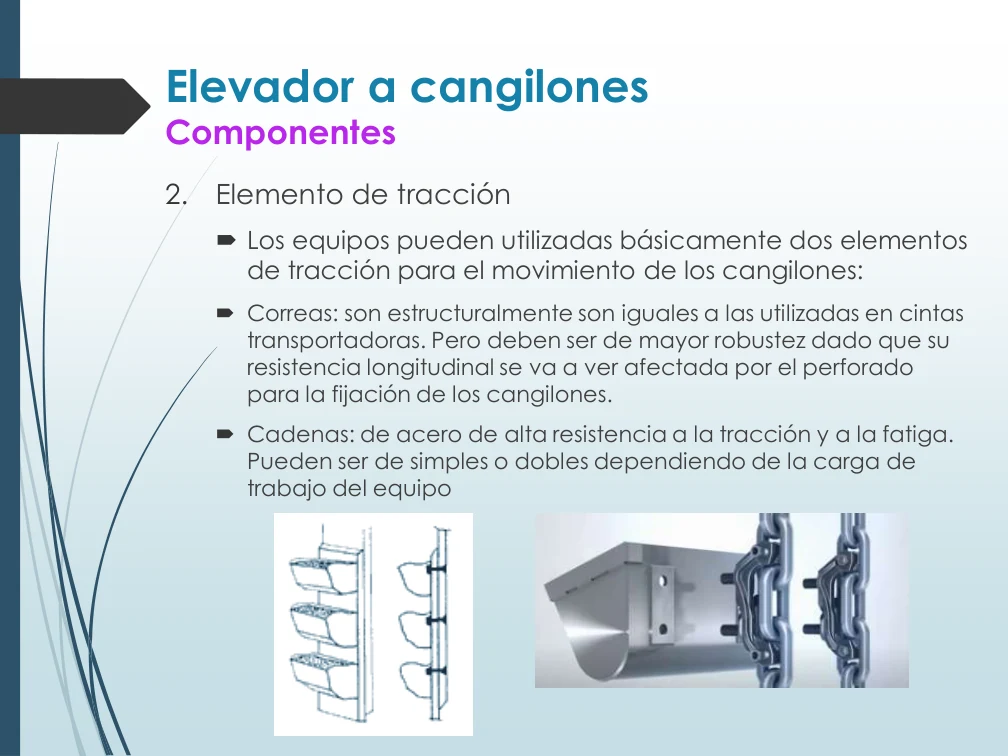 Elevador a cangilones
Componentes
2. Elemento de tracción
Los equipos pueden utilizadas básicamente dos elementos
de tracción para el movimiento de los cangilones:
Correas: son estructuralmente son iguales a las utilizadas en cintas
transportadoras. Pero deben ser de mayor robustez dado que su
resistencia longitudinal se va a ver afectada por el perforado
para la fijación de los cangilones.
Cadenas: de acero de alta resistencia a la tracción y a la fatiga.
Pueden ser de simples o dobles dependiendo de la carga de
trabajo del equipo